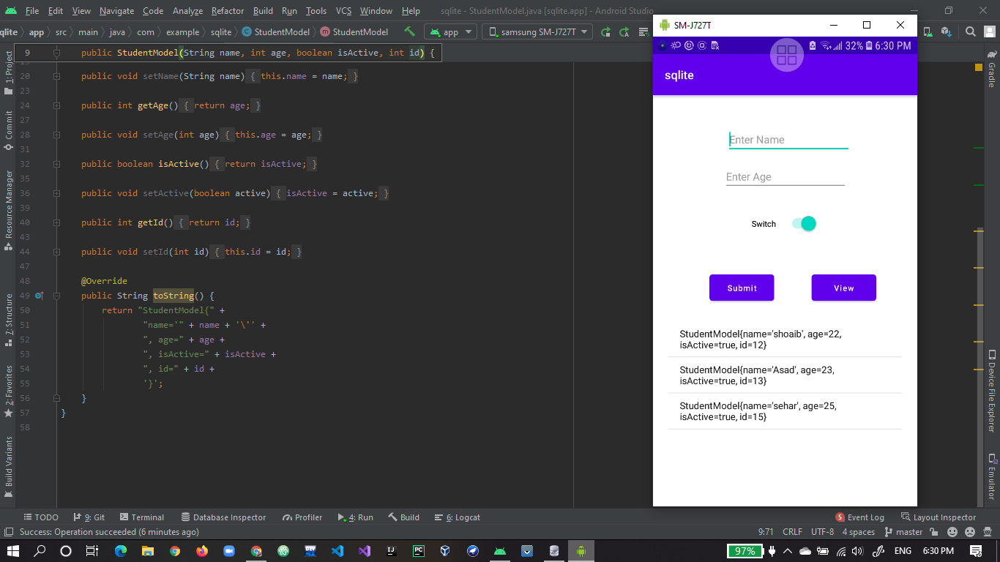 File Edit View Navigate Code Analyze Refactor Build Run Tools VCS Window Help sqlite - StudentModel.java [sqlite.app] - Android Studio
qlite app src main java com example sqlite StudentModel StudentModel app samsung SM-J727T
9 public StudentModel(String name, int age, boolean isActive, int id) {
20 public void setName(String name) { this.name = name; }
23
24 public int getAge() { return age; }
27
28 public void setAge(int age) { this.age = age; }
31
32 public boolean isActive() { return isActive; }
35
36 public void setActive(boolean active) { isActive = active; }
39
40 public int getId() { return id; }
43
44 public void setId(int id) { this.id = id; }
47
48 @Override
49 public String toString() {
50 return "StudentModel{" +
51 "name='" + name + '\'' +
52 ", age=" + age +
53 ", isActive=" + isActive +
54 ", id=" + id +
55 '}';
56 }
57 }
58
1: Project
Commit
Resource Manager
7: Structure
2: Favorites
Build Variants
SM-J727T
32% 6:30 PM
sqlite
Enter Name
Enter Age
Switch
Submit View
StudentModel{name='shoaib', age=22,
isActive=true, id=12}
StudentModel{name='Asad', age=23,
isActive=true, id=13}
StudentModel{name='sehar', age=25,
isActive=true, id=15}
Gradle
Device File Explorer
Emulator
TODO 9: Git Terminal Database Inspector Profiler 4: Run Build 6: Logcat 5 Event Log Layout Inspector
Success: Operation succeeded (6 minutes ago) 9:71 CRLF UTF-8 4 spaces master
97% ENG 6:30 PM